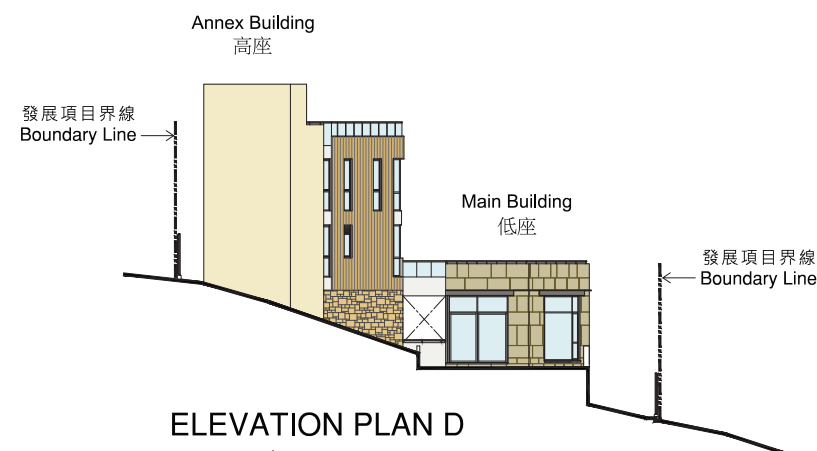 Annex Building
高座
發展項目界線
Boundary Line
Main Building
低座
發展項目界線
Boundary Line
ELEVATION PLAN D